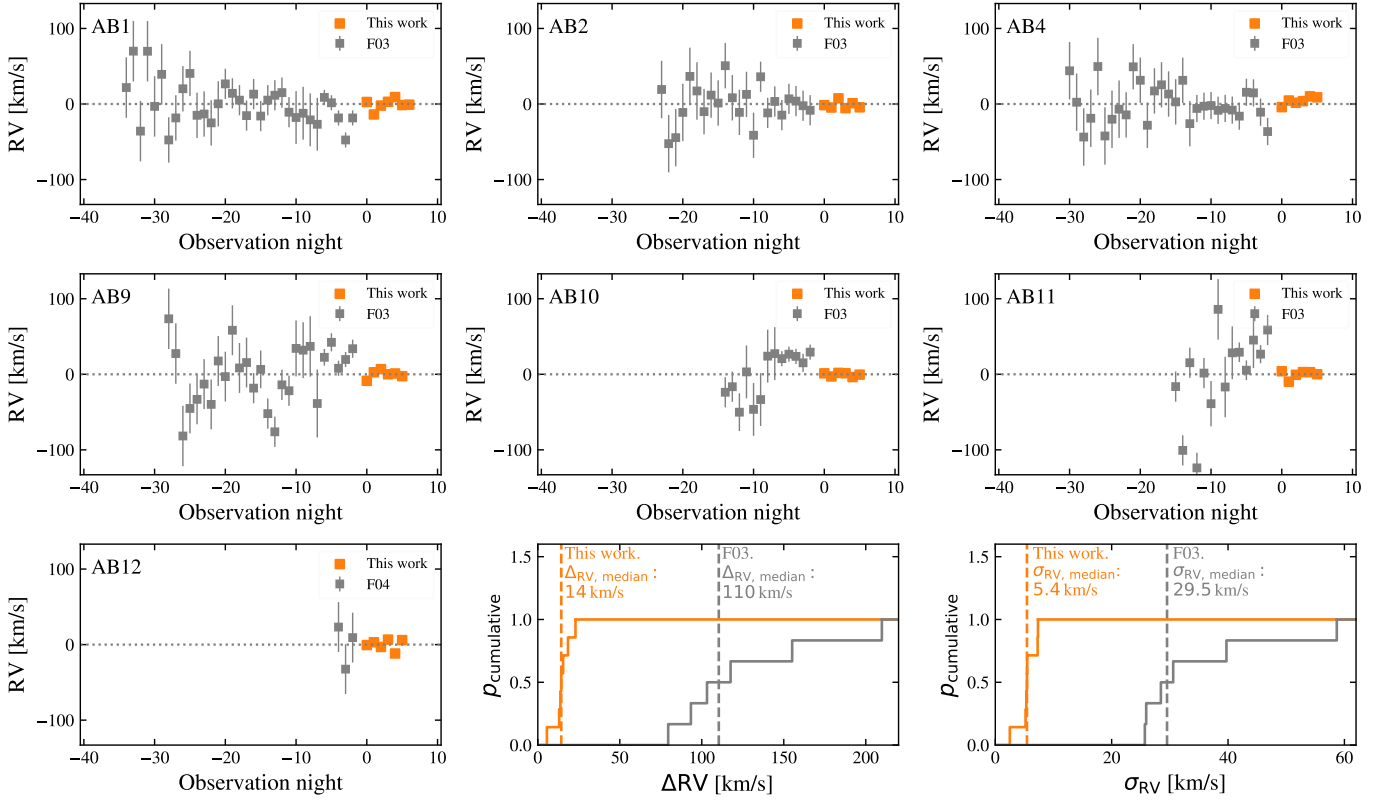 AB1
This work
F03
RV [km/s]
100
0
−100
−40 −30 −20 −10 0 10
Observation night
AB2
This work
F03
RV [km/s]
100
0
−100
−40 −30 −20 −10 0 10
Observation night
AB4
This work
F03
RV [km/s]
100
0
−100
−40 −30 −20 −10 0 10
Observation night
AB9
This work
F03
RV [km/s]
100
0
−100
−40 −30 −20 −10 0 10
Observation night
AB10
This work
F03
RV [km/s]
100
0
−100
−40 −30 −20 −10 0 10
Observation night
AB11
This work
F03
RV [km/s]
100
0
−100
−40 −30 −20 −10 0 10
Observation night
AB12
This work
F04
RV [km/s]
100
0
−100
−40 −30 −20 −10 0 10
Observation night
This work.
ΔRV, median :
14 km/s
F03.
ΔRV, median :
110 km/s
pcumulative
1.5
1.0
0.5
0.0
0 50 100 150 200
ΔRV [km/s]
This work.
σRV, median:
5.4 km/s
F03.
σRV, median:
29.5 km/s
pcumulative
1.5
1.0
0.5
0.0
0 20 40 60
σRV [km/s]